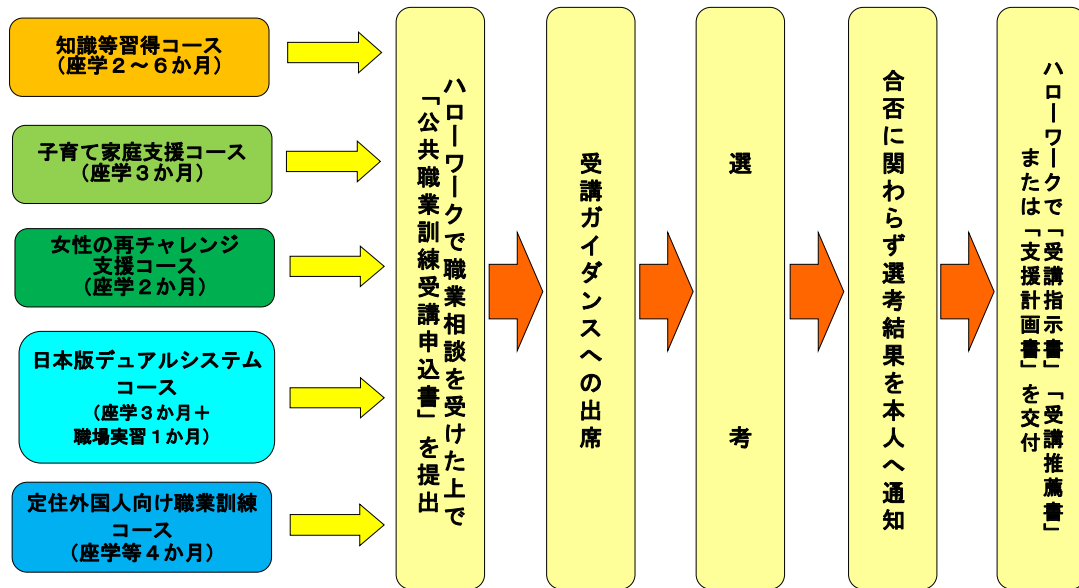 知識等習得コース
（座学２～６か月）
子育て家庭支援コース
（座学３か月）
女性の再チャレンジ
支援コース
（座学２か月）
日本版デュアルシステム
コース
（座学３か月＋
職場実習１か月）
定住外国人向け職業訓練
コース
（座学等４か月）
ハローワークで職業相談を受けた上で
「公共職業訓練受講申込書」を提出
受講ガイダンスへの出席
選考
合否に関わらず選考結果を本人へ通知
ハローワークで「受講指示書」「受講推薦書」
または「支援計画書」を交付